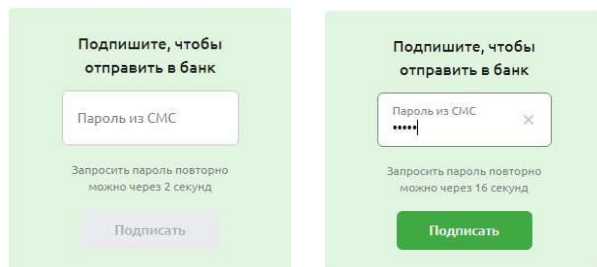 Подпишите, чтобы
отправить в банк
Пароль из СМС
Запросить пароль повторно
можно через 2 секунд
Подписать
Подпишите, чтобы
отправить в банк
Пароль из СМС
•••••
Запросить пароль повторно
можно через 16 секунд
Подписать